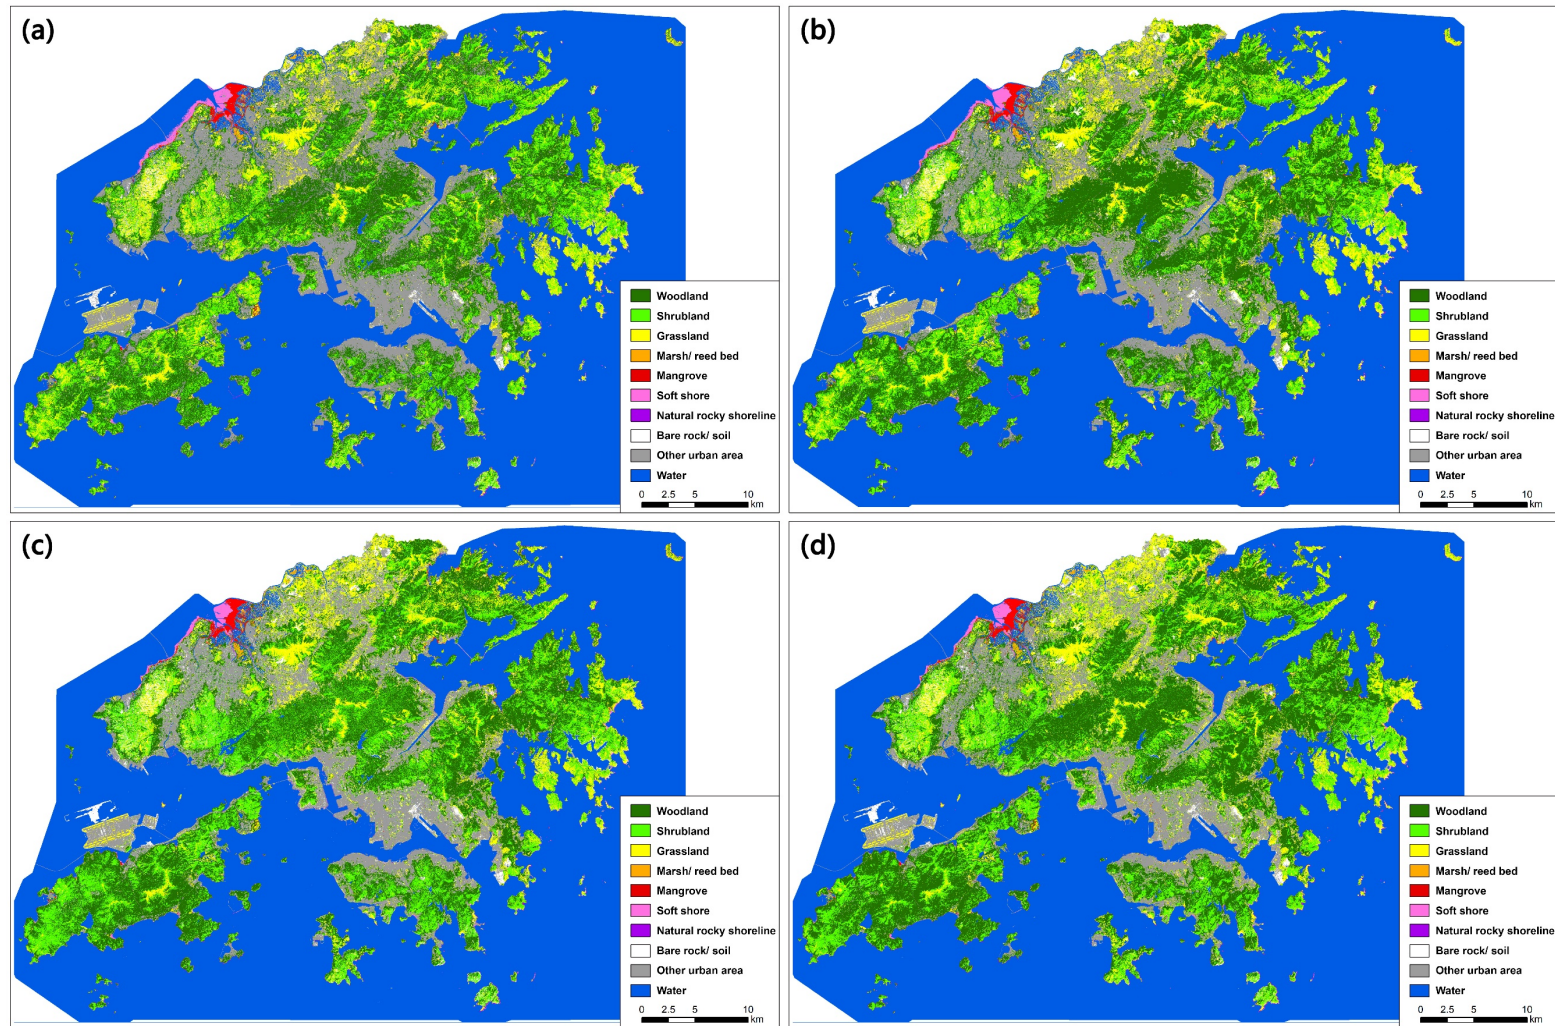 (a)
Woodland
Shrubland
Grassland
Marsh/ reed bed
Mangrove
Soft shore
Natural rocky shoreline
Bare rock/ soil
Other urban area
Water
0 2.5 5 10
km
(b)
Woodland
Shrubland
Grassland
Marsh/ reed bed
Mangrove
Soft shore
Natural rocky shoreline
Bare rock/ soil
Other urban area
Water
0 2.5 5 10
km
(c)
Woodland
Shrubland
Grassland
Marsh/ reed bed
Mangrove
Soft shore
Natural rocky shoreline
Bare rock/ soil
Other urban area
Water
0 2.5 5 10
km
(d)
Woodland
Shrubland
Grassland
Marsh/ reed bed
Mangrove
Soft shore
Natural rocky shoreline
Bare rock/ soil
Other urban area
Water
0 2.5 5 10
km